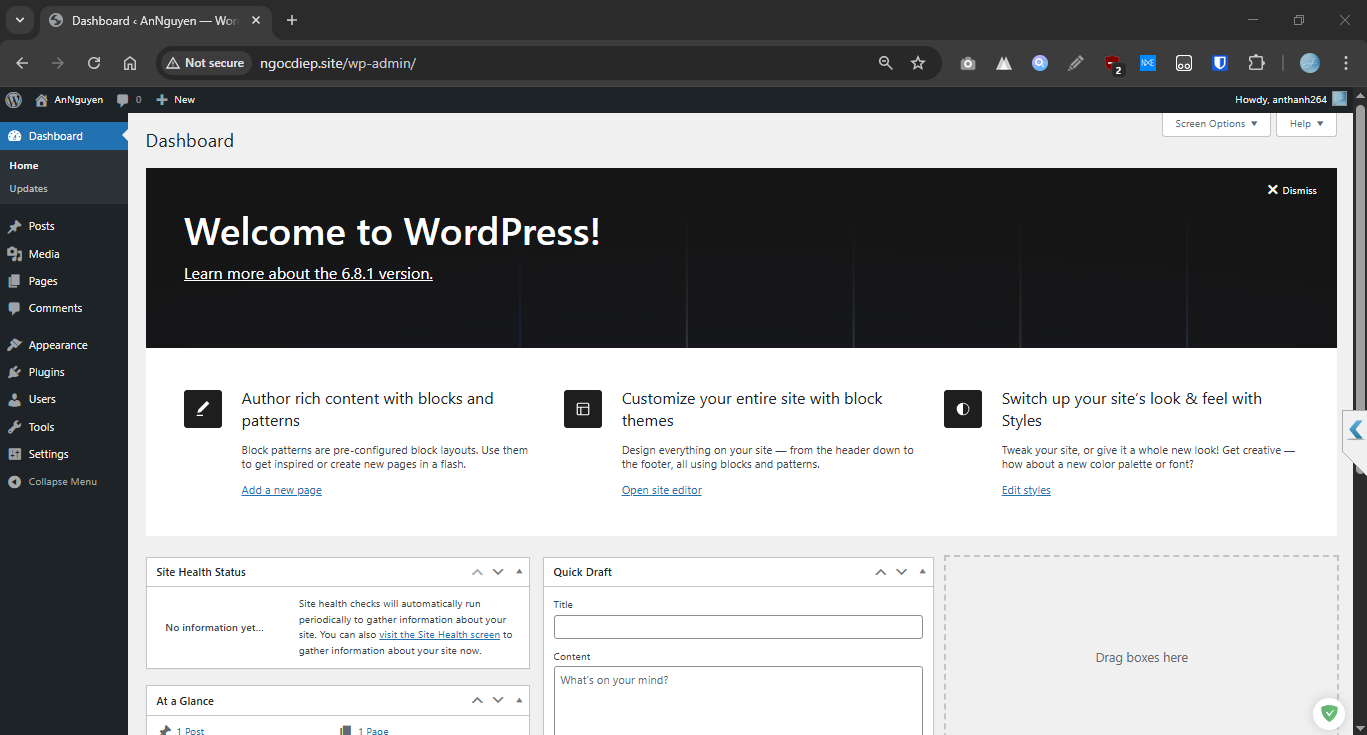 Dashboard ‹ AnNguyen — Wor
Not secure
ngocdiep.site/wp-admin/
2
AnNguyen
0
New
Howdy, anthanh264
Dashboard
Home
Updates
Posts
Media
Pages
Comments
Appearance
Plugins
Users
Tools
Settings
Collapse Menu
Dashboard
Screen Options
Help
Dismiss
Welcome to WordPress!
Learn more about the 6.8.1 version.
Author rich content with blocks and
patterns
Block patterns are pre-configured block layouts. Use them
to get inspired or create new pages in a flash.
Add a new page
Customize your entire site with block
themes
Design everything on your site — from the header down to
the footer, all using blocks and patterns.
Open site editor
Switch up your site’s look & feel with
Styles
Tweak your site, or give it a whole new look! Get creative —
how about a new color palette or font?
Edit styles
Site Health Status
No information yet…
Site health checks will automatically run
periodically to gather information about your
site. You can also visit the Site Health screen to
gather information about your site now.
At a Glance
1 Post
1 Page
Quick Draft
Title
Content
What’s on your mind?
Drag boxes here